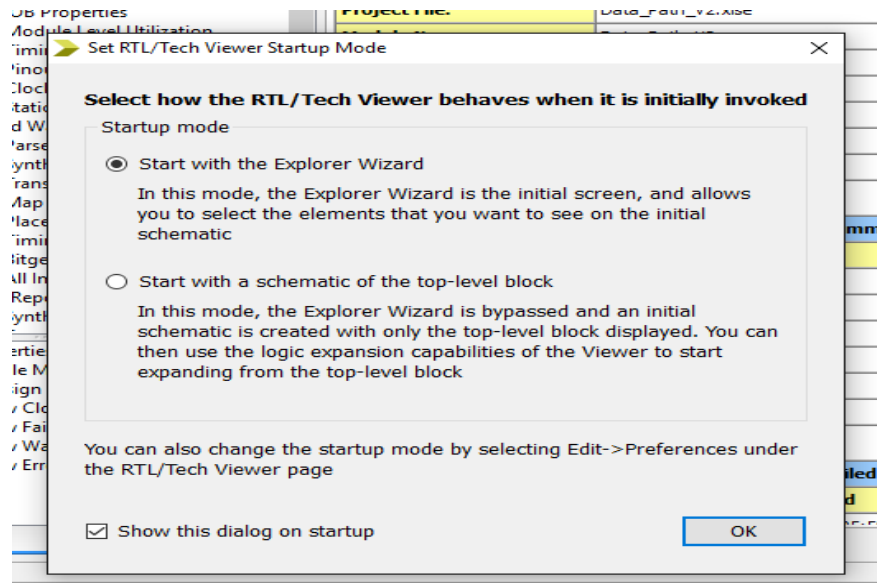 OB Properties
Project File:
Data_Path_V2.xise
Module Level Utilization
Set RTL/Tech Viewer Startup Mode
Select how the RTL/Tech Viewer behaves when it is initially invoked
Startup mode
Start with the Explorer Wizard
In this mode, the Explorer Wizard is the initial screen, and allows
you to select the elements that you want to see on the initial
schematic
Start with a schematic of the top-level block
In this mode, the Explorer Wizard is bypassed and an initial
schematic is created with only the top-level block displayed. You can
then use the logic expansion capabilities of the Viewer to start
expanding from the top-level block
You can also change the startup mode by selecting Edit->Preferences under
the RTL/Tech Viewer page
Show this dialog on startup
OK